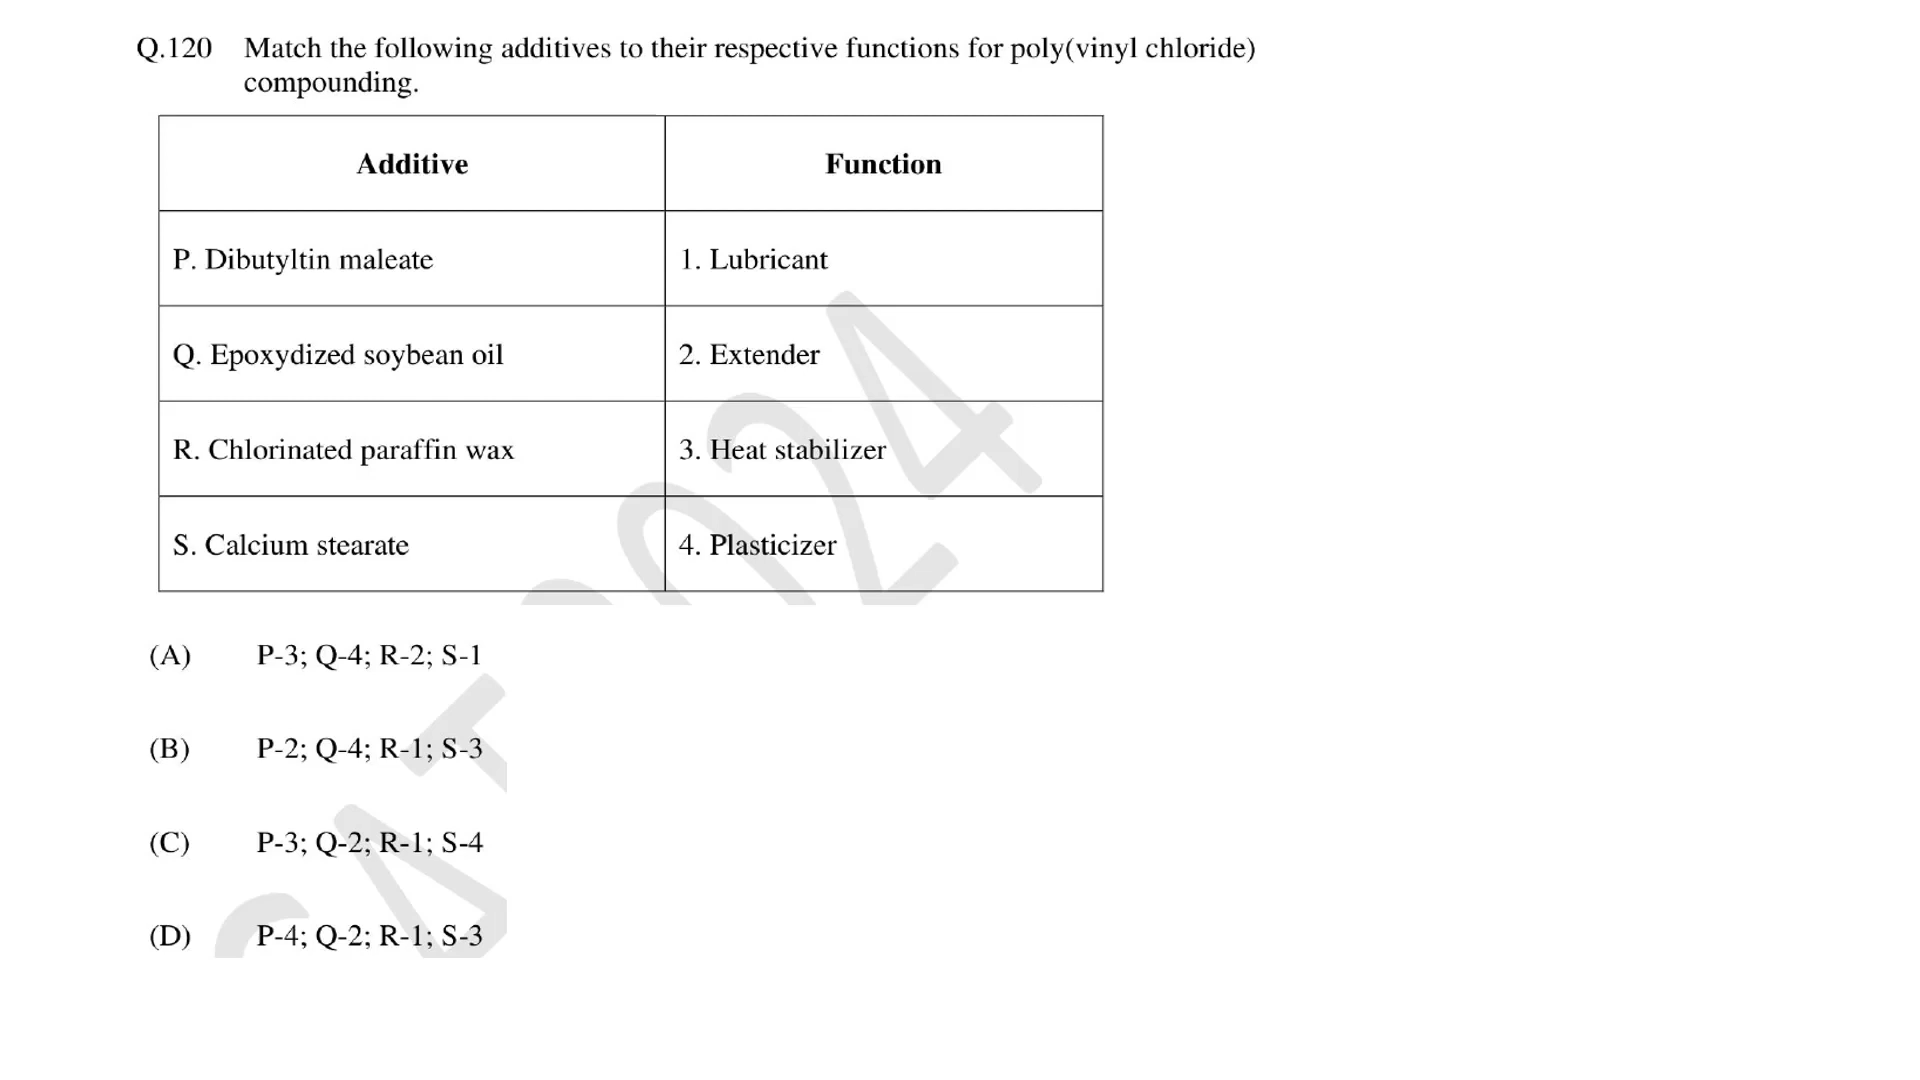 Q.120 Match the following additives to their respective functions for poly(vinyl chloride)
compounding.
Additive Function
P. Dibutyltin maleate 1. Lubricant
Q. Epoxydized soybean oil 2. Extender
R. Chlorinated paraffin wax 3. Heat stabilizer
S. Calcium stearate 4. Plasticizer
(A) P-3; Q-4; R-2; S-1
(B) P-2; Q-4; R-1; S-3
(C) P-3; Q-2; R-1; S-4
(D) P-4; Q-2; R-1; S-3